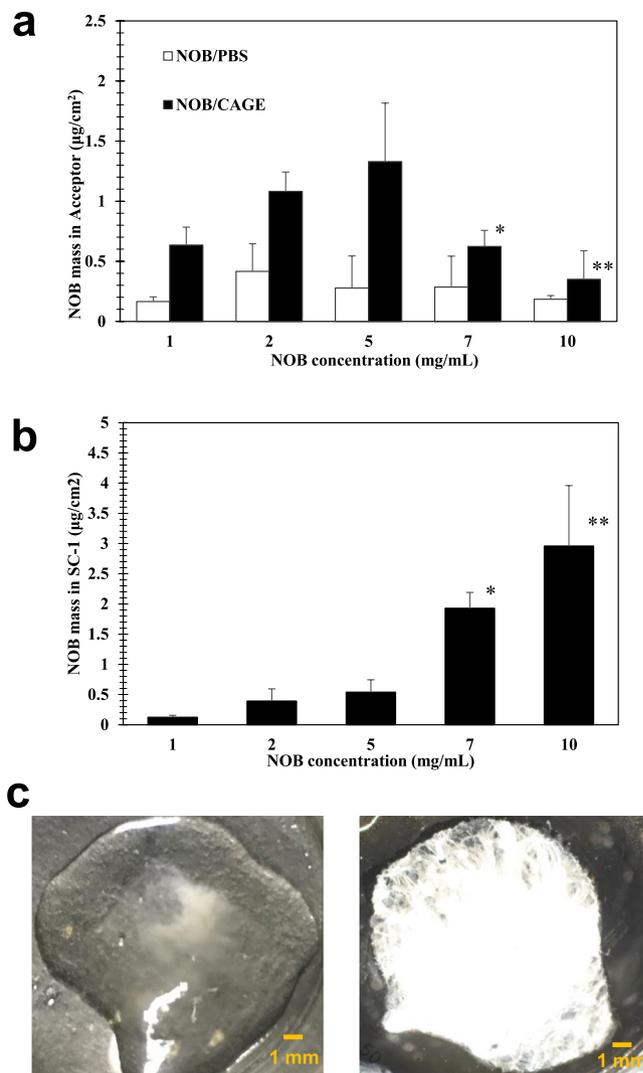 a
NOB mass in Acceptor (µg/cm²)
2.5
2
1.5
1
0.5
0
NOB/PBS
NOB/CAGE
*
**
1 2 5 7 10
NOB concentration (mg/mL)
b
NOB mass in SC-1 (µg/cm2)
5
4.5
4
3.5
3
2.5
2
1.5
1
0.5
0
*
**
1 2 5 7 10
NOB concentration (mg/mL)
c
1 mm
1 mm